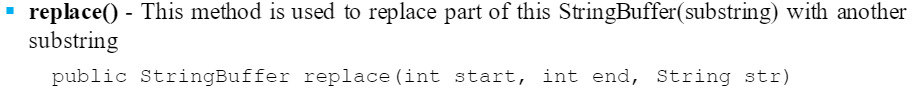 ▪ replace() - This method is used to replace part of this StringBuffer(substring) with another
substring
public StringBuffer replace(int start, int end, String str)